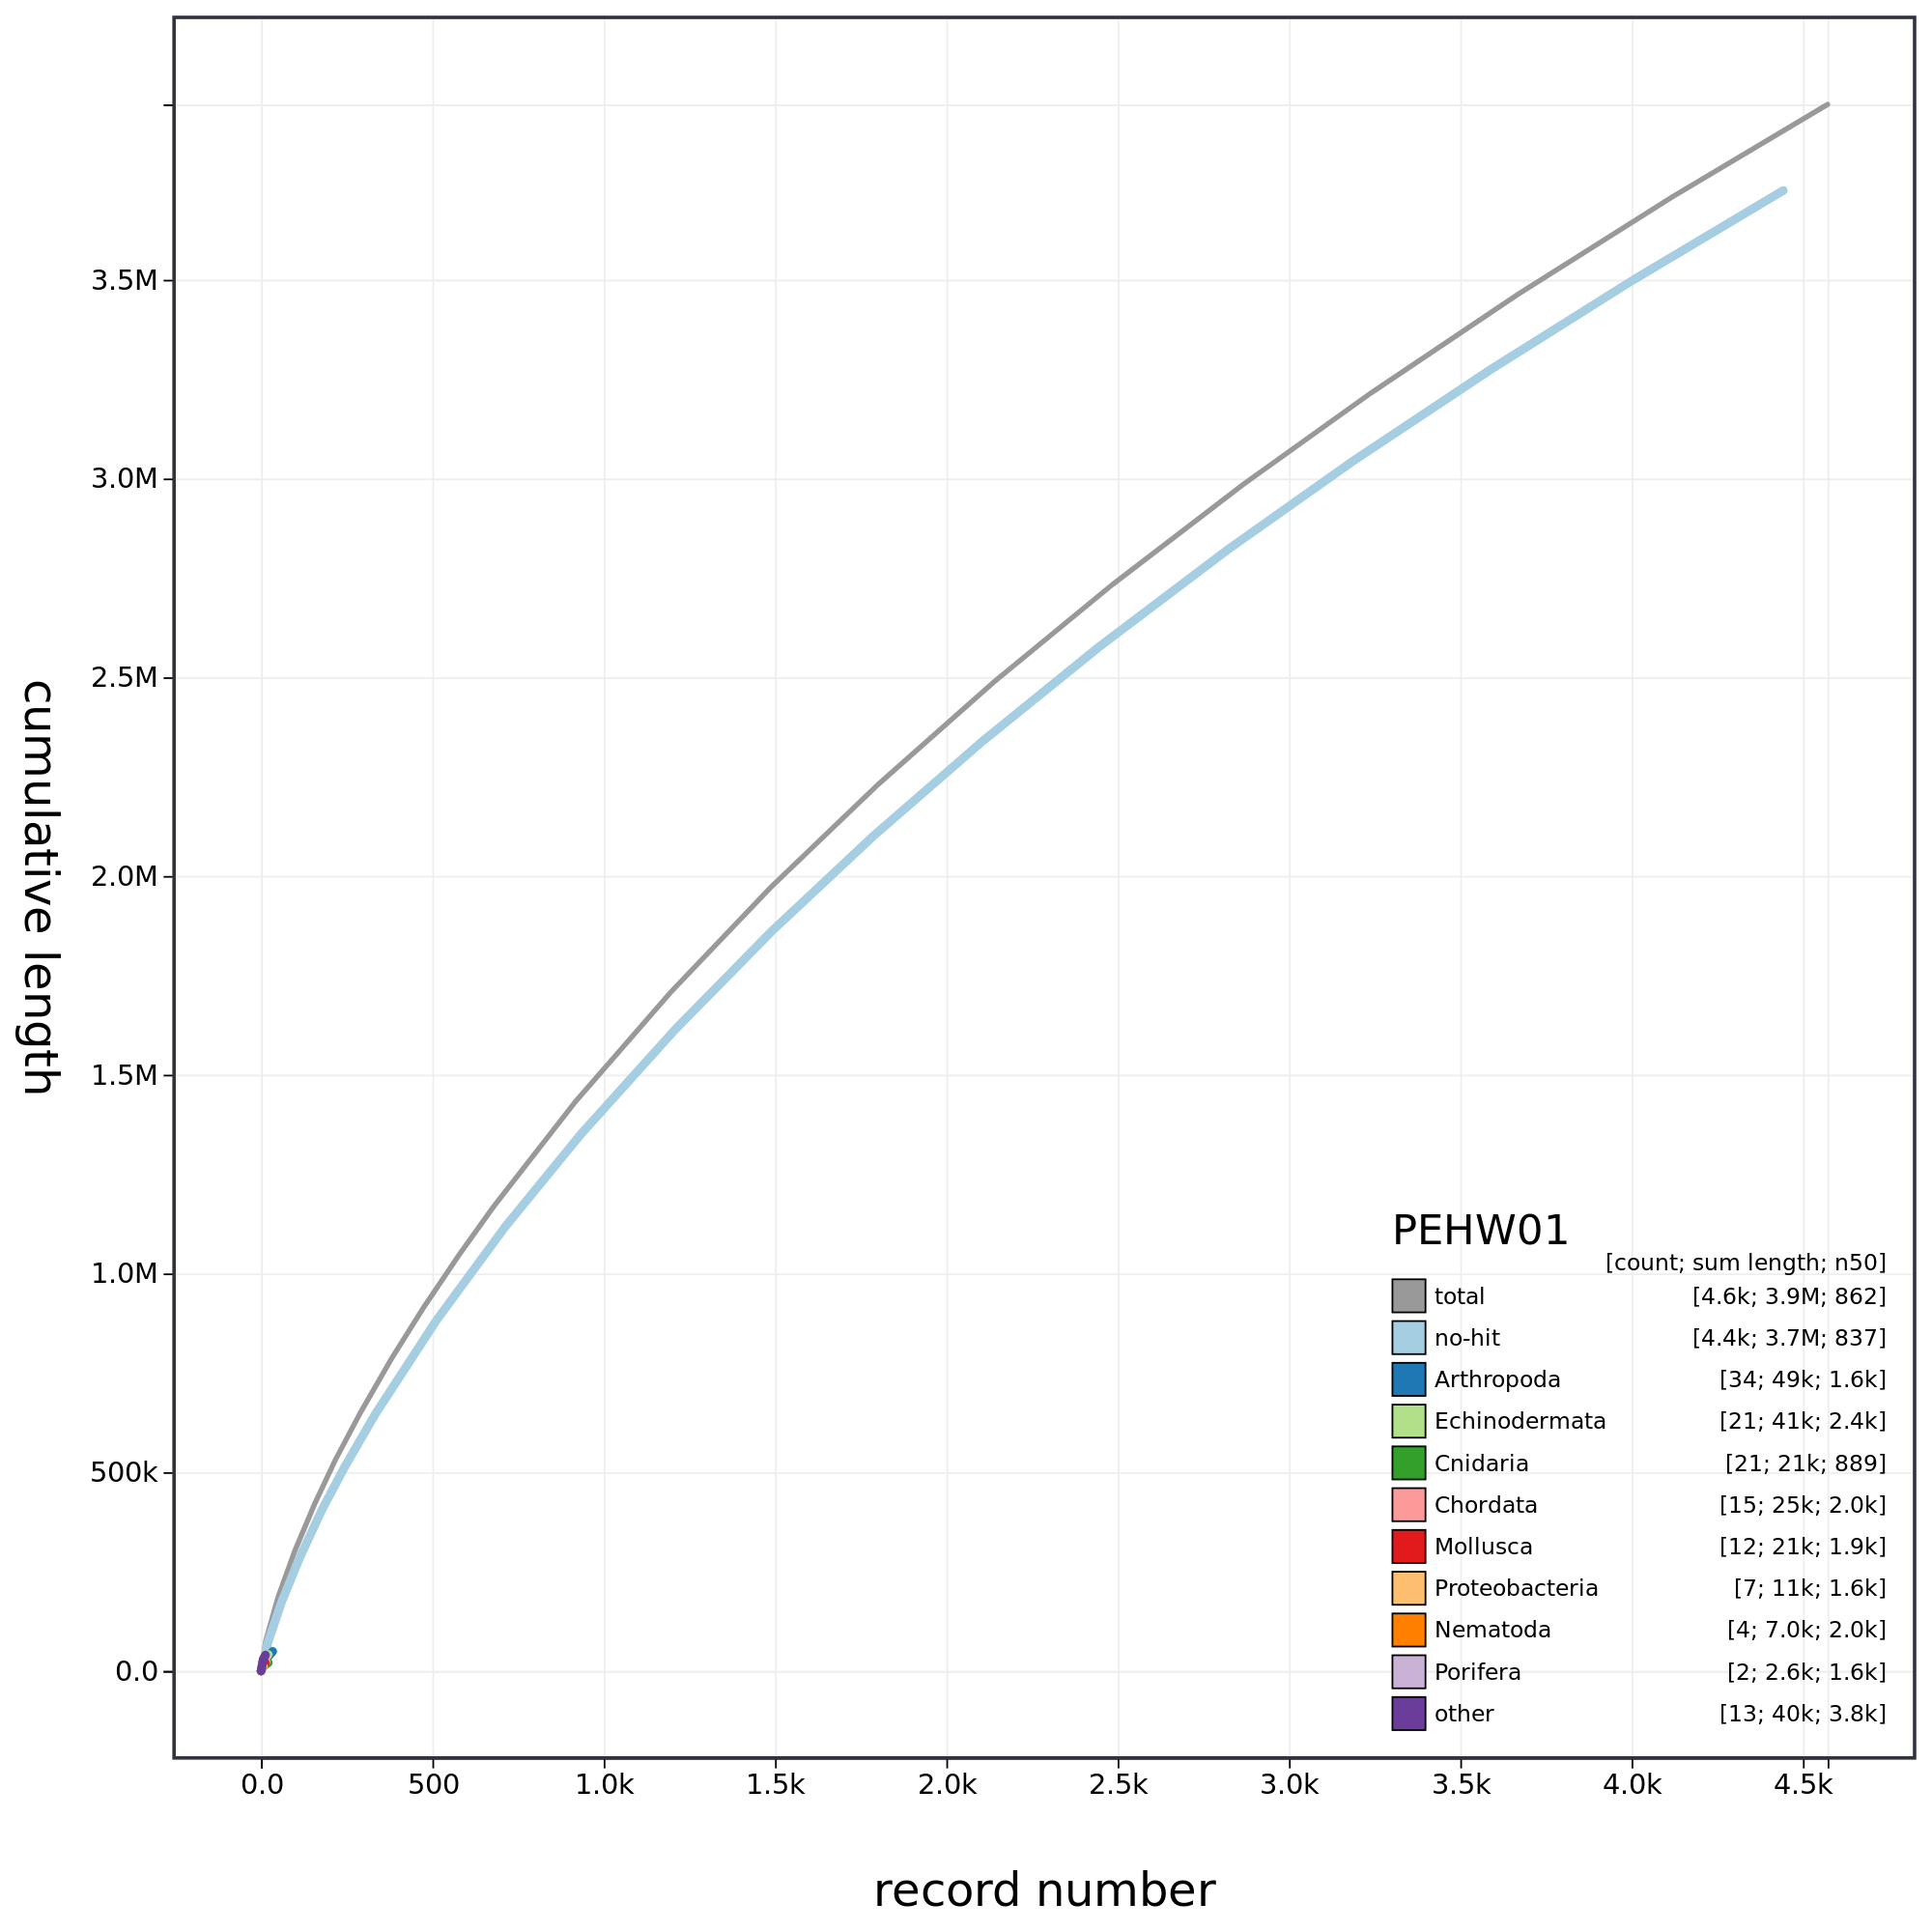 cumulative length
3.5M
3.0M
2.5M
2.0M
1.5M
1.0M
500k
0.0
PEHW01
[count; sum length; n50]
total [4.6k; 3.9M; 862]
no-hit [4.4k; 3.7M; 837]
Arthropoda [34; 49k; 1.6k]
Echinodermata [21; 41k; 2.4k]
Cnidaria [21; 21k; 889]
Chordata [15; 25k; 2.0k]
Mollusca [12; 21k; 1.9k]
Proteobacteria [7; 11k; 1.6k]
Nematoda [4; 7.0k; 2.0k]
Porifera [2; 2.6k; 1.6k]
other [13; 40k; 3.8k]
0.0 500 1.0k 1.5k 2.0k 2.5k 3.0k 3.5k 4.0k 4.5k
record number